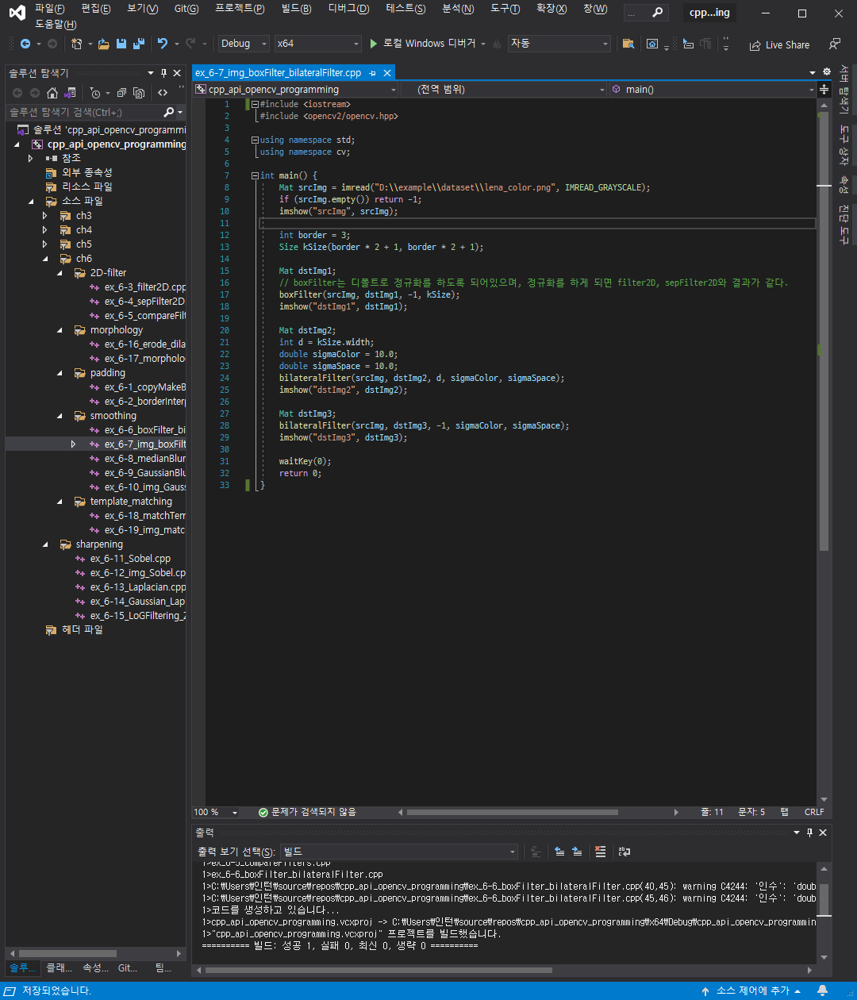 파일(F) 편집(E) 보기(V) Git(G) 프로젝트(P) 빌드(B) 디버그(D) 테스트(S) 분석(N) 도구(T) 확장(X) 창(W) ... cpp...ing
도움말(H)
Debug x64 로컬 Windows 디버거 자동 Live Share
솔루션 탐색기
솔루션 탐색기 검색(Ctrl+;)
솔루션 'cpp_api_opencv_programmi
cpp_api_opencv_programming
참조
외부 종속성
리소스 파일
소스 파일
ch3
ch4
ch5
ch6
2D-filter
ex_6-3_filter2D.cpp
ex_6-4_sepFilter2D
ex_6-5_compareFilt
morphology
ex_6-16_erode_dila
ex_6-17_morpholo
padding
ex_6-1_copyMakeB
ex_6-2_borderInterp
smoothing
ex_6-6_boxFilter_bi
ex_6-7_img_boxFilt
ex_6-8_medianBlur
ex_6-9_GaussianBlu
ex_6-10_img_Gaus
template_matching
ex_6-18_matchTem
ex_6-19_img_matc
sharpening
ex_6-11_Sobel.cpp
ex_6-12_img_Sobel.cp
ex_6-13_Laplacian.cpp
ex_6-14_Gaussian_Lap
ex_6-15_LoGFiltering_Z
헤더 파일
솔루... 클래... 속성... Git... 팀...
ex_6-7_img_boxFilter_bilateralFilter.cpp
cpp_api_opencv_programming (전역 범위) main()
1 #include <iostream>
2 #include <opencv2/opencv.hpp>
3
4 using namespace std;
5 using namespace cv;
6
7 int main() {
8 Mat srcImg = imread("D:\\example\\dataset\\lena_color.png", IMREAD_GRAYSCALE);
9 if (srcImg.empty()) return -1;
10 imshow("srcImg", srcImg);
11
12 int border = 3;
13 Size kSize(border * 2 + 1, border * 2 + 1);
14
15 Mat dstImg1;
16 // boxFilter는 디폴트로 정규화를 하도록 되어있으며, 정규화를 하게 되면 filter2D, sepFilter2D와 결과가 같다.
17 boxFilter(srcImg, dstImg1, -1, kSize);
18 imshow("dstImg1", dstImg1);
19
20 Mat dstImg2;
21 int d = kSize.width;
22 double sigmaColor = 10.0;
23 double sigmaSpace = 10.0;
24 bilateralFilter(srcImg, dstImg2, d, sigmaColor, sigmaSpace);
25 imshow("dstImg2", dstImg2);
26
27 Mat dstImg3;
28 bilateralFilter(srcImg, dstImg3, -1, sigmaColor, sigmaSpace);
29 imshow("dstImg3", dstImg3);
30
31 waitKey(0);
32 return 0;
33 }
100 % 문제가 검색되지 않음 줄: 11 문자: 5 탭 CRLF
서버 탐색기
도구 상자
속성
진단 도구
출력
출력 보기 선택(S): 빌드
1>ex_6-5_compareFilters.cpp
1>ex_6-6_boxFilter_bilateralFilter.cpp
1>C:\Users\인턴\source\repos\cpp_api_opencv_programming\ex_6-6_boxFilter_bilateralFilter.cpp(40,45): warning C4244: '인수': 'doub
1>C:\Users\인턴\source\repos\cpp_api_opencv_programming\ex_6-6_boxFilter_bilateralFilter.cpp(45,46): warning C4244: '인수': 'doub
1>코드를 생성하고 있습니다...
1>cpp_api_opencv_programming.vcxproj -> C:\Users\인턴\source\repos\cpp_api_opencv_programming\x64\Debug\cpp_api_opencv_programmin
1>"cpp_api_opencv_programming.vcxproj" 프로젝트를 빌드했습니다.
========== 빌드: 성공 1, 실패 0, 최신 0, 생략 0 ==========
저장되었습니다. 소스 제어에 추가